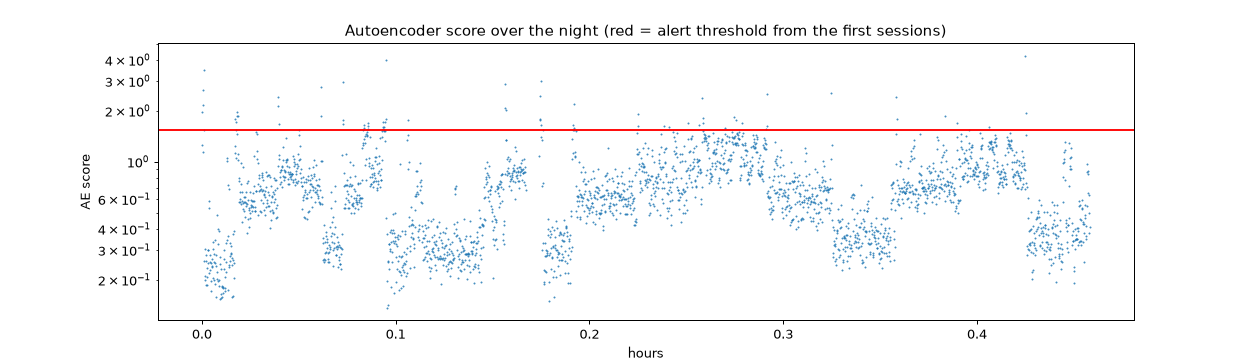 Autoencoder score over the night (red = alert threshold from the first sessions)
4 × 10⁰
3 × 10⁰
2 × 10⁰
10⁰
6 × 10⁻¹
4 × 10⁻¹
3 × 10⁻¹
2 × 10⁻¹
AE score
0.0 0.1 0.2 0.3 0.4
hours